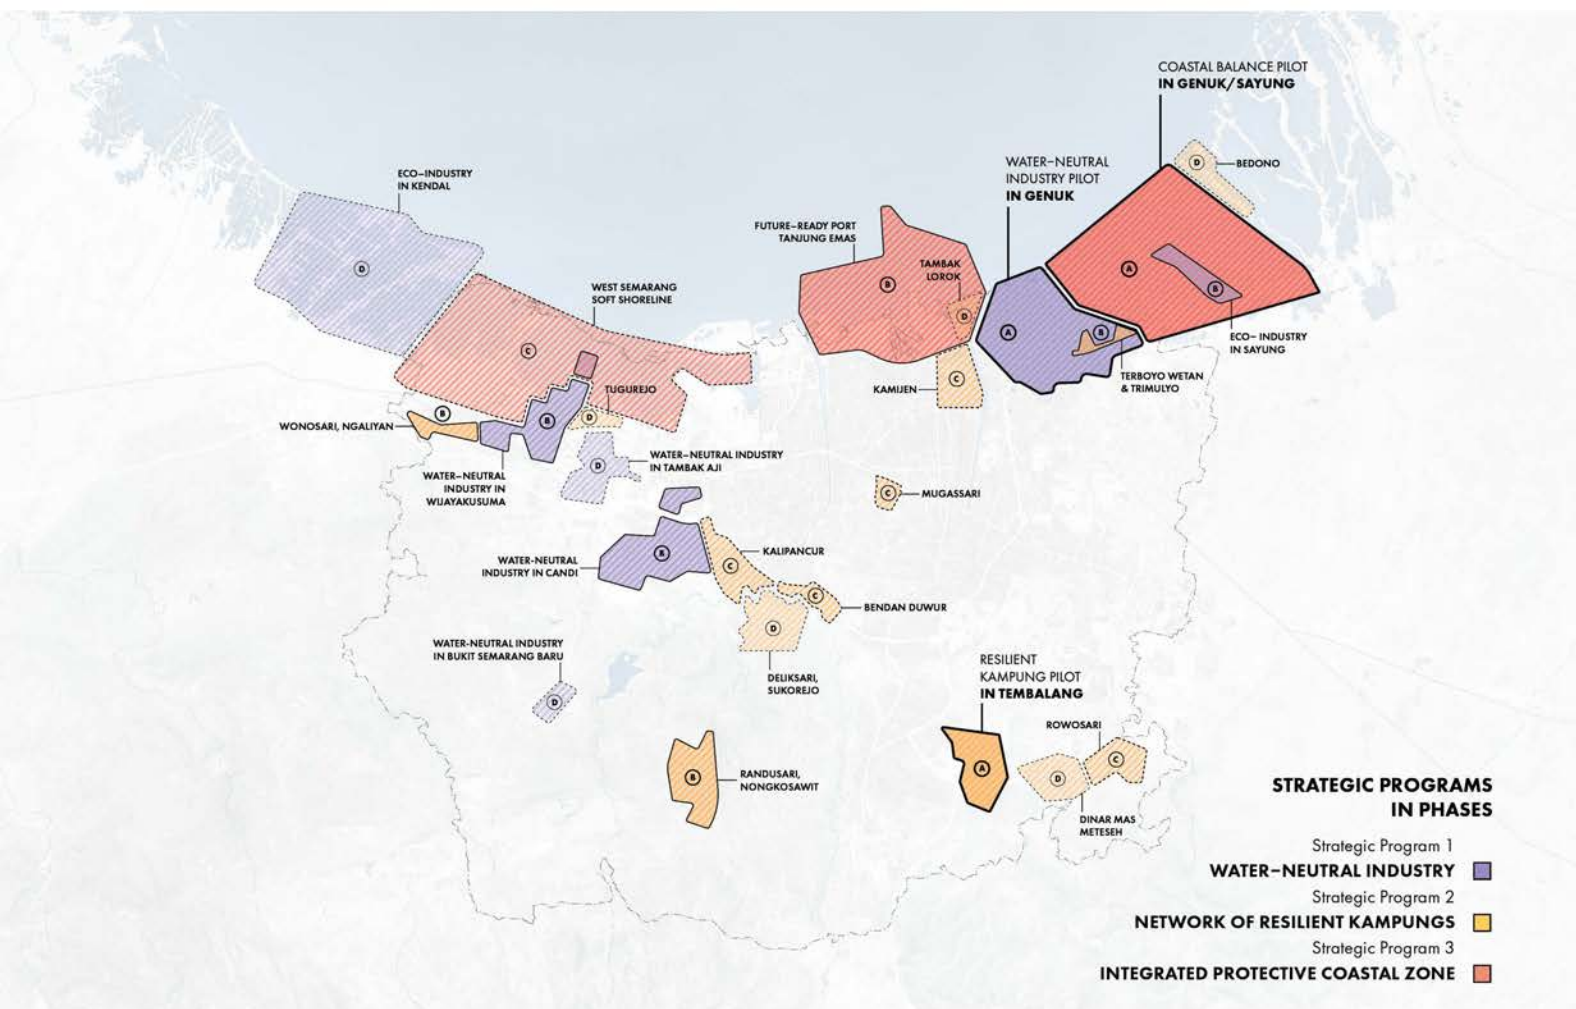 COASTAL BALANCE PILOT
IN GENUK/SAYUNG
D
BEDONO
WATER–NEUTRAL
INDUSTRY PILOT
IN GENUK
ECO–INDUSTRY
IN KENDAL
D
FUTURE–READY PORT
TANJUNG EMAS
B
TAMBAK
LOROK
D
A
B
ECO– INDUSTRY
IN SAYUNG
WEST SEMARANG
SOFT SHORELINE
C
A
B
TERBOYO WETAN
& TRIMULYO
KAMIJEN
C
TUGUREJO
D
B
WONOSARI, NGALIYAN
B
WATER–NEUTRAL
INDUSTRY IN
WIJAYAKUSUMA
D
WATER–NEUTRAL INDUSTRY
IN TAMBAK AJI
C
MUGASSARI
WATER-NEUTRAL
INDUSTRY IN CANDI
B
C
KALIPANCUR
C
BENDAN DUWUR
D
DELIKSARI,
SUKOREJO
WATER-NEUTRAL INDUSTRY
IN BUKIT SEMARANG BARU
D
RESILIENT
KAMPUNG PILOT
IN TEMBALANG
A
ROWOSARI
C
D
DINAR MAS
METESEH
B
RANDUSARI,
NONGKOSAWIT
STRATEGIC PROGRAMS
IN PHASES
Strategic Program 1
WATER–NEUTRAL INDUSTRY
Strategic Program 2
NETWORK OF RESILIENT KAMPUNGS
Strategic Program 3
INTEGRATED PROTECTIVE COASTAL ZONE